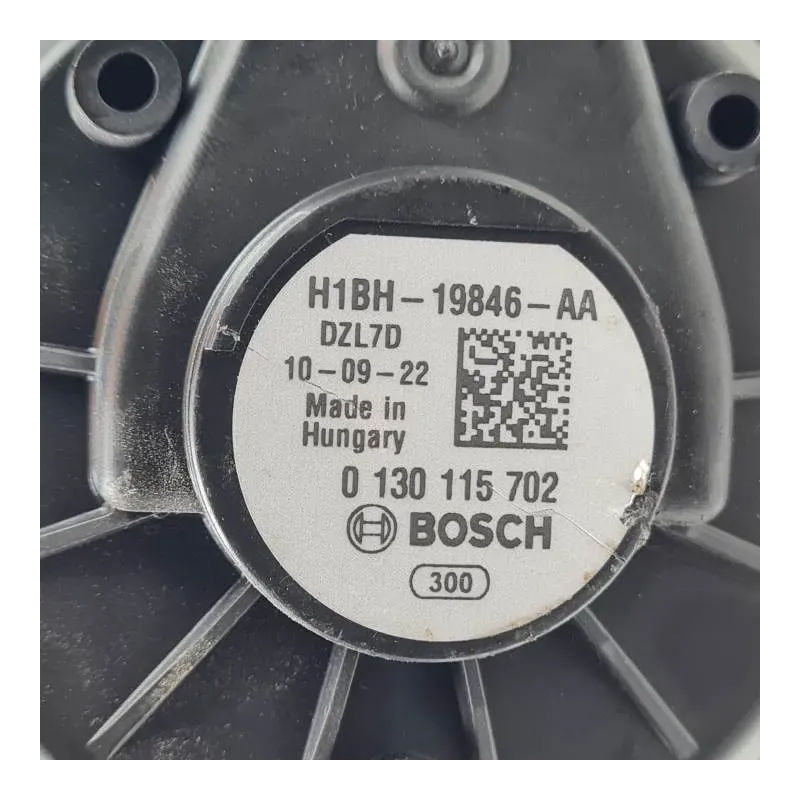 H1BH-19846-AA
DZL7D
10-09-22
Made in
Hungary
0 130 115 702
BOSCH
300